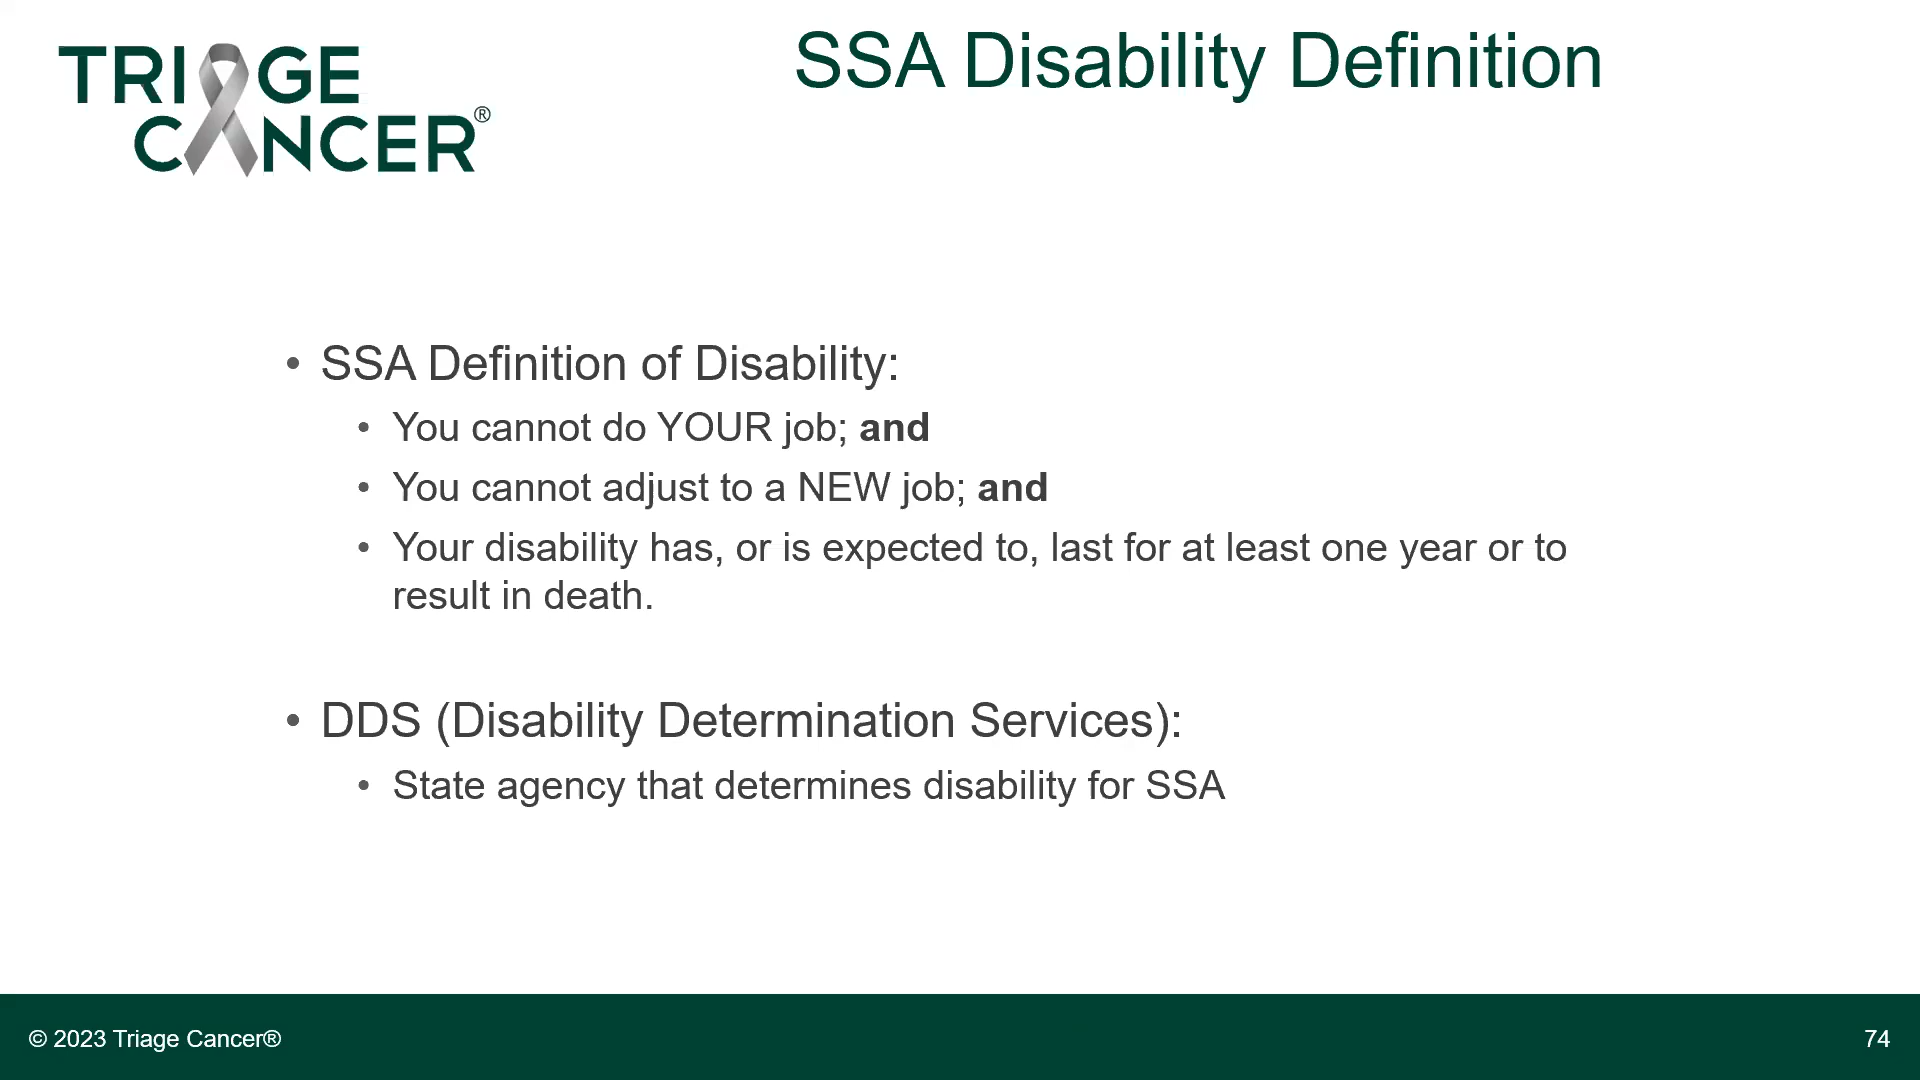 TRIAGE
CANCER®
SSA Disability Definition
• SSA Definition of Disability:
• You cannot do YOUR job; and
• You cannot adjust to a NEW job; and
• Your disability has, or is expected to, last for at least one year or to
result in death.
• DDS (Disability Determination Services):
• State agency that determines disability for SSA
© 2023 Triage Cancer®
74